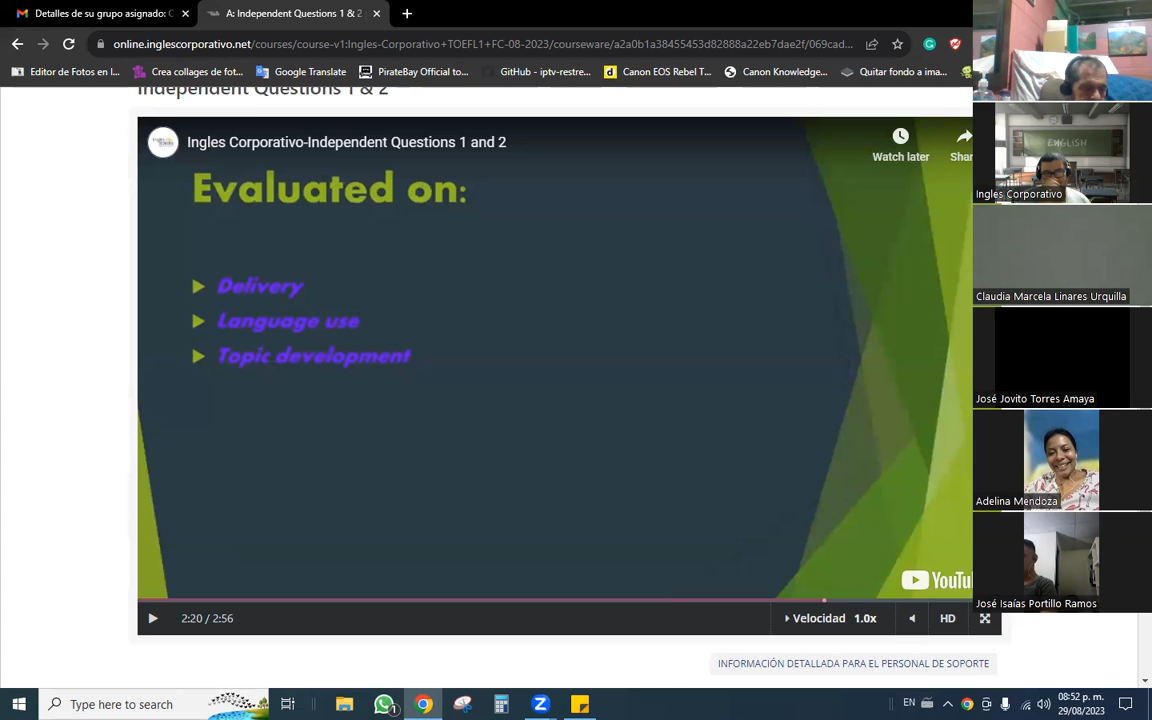 Detalles de su grupo asignado: C
A: Independent Questions 1 & 2
online.inglescorporativo.net/courses/course-v1:Ingles-Corporativo+TOEFL1+FC-08-2023/courseware/a2a0b1a38455453d82888a22eb7dae2f/069cad...
Editor de Fotos en l...
Crea collages de fot...
Google Translate
PirateBay Official to...
GitHub - iptv-restre...
Canon EOS Rebel T...
Canon Knowledge...
Quitar fondo a ima...
Independent Questions 1 & 2
Ingles Corporativo-Independent Questions 1 and 2
Watch later
Shar
Evaluated on:
Delivery
Language use
Topic development
YouTu
2:20 / 2:56
Velocidad 1.0x
HD
INFORMACIÓN DETALLADA PARA EL PERSONAL DE SOPORTE
ENGLISH
Ingles Corporativo
Claudia Marcela Linares Urquilla
José Jovito Torres Amaya
Adelina Mendoza
José Isaías Portillo Ramos
Type here to search
1
EN
08:52 p. m.
29/08/2023